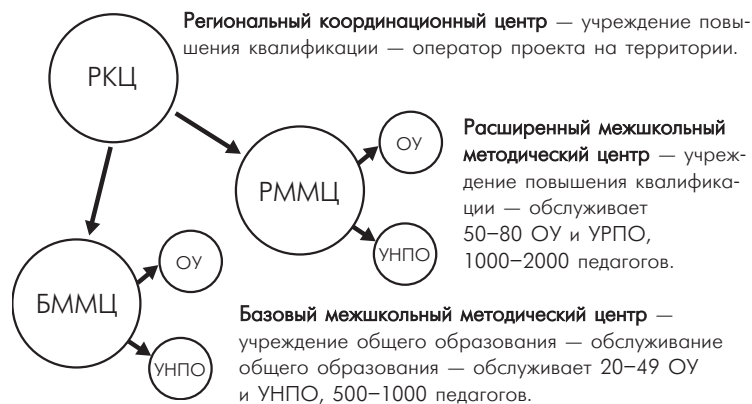 Региональный координационный центр — учреждение повы-
шения квалификации — оператор проекта на территории.
РКЦ
Расширенный межшкольный
методический центр — учреж-
дение повышения квалифика-
ции — обслуживает
50–80 ОУ и УРПО,
1000–2000 педагогов.
РММЦ
ОУ
УНПО
БММЦ
ОУ
УНПО
Базовый межшкольный методический центр —
учреждение общего образования — обслуживание
общего образования — обслуживает 20–49 ОУ
и УНПО, 500–1000 педагогов.